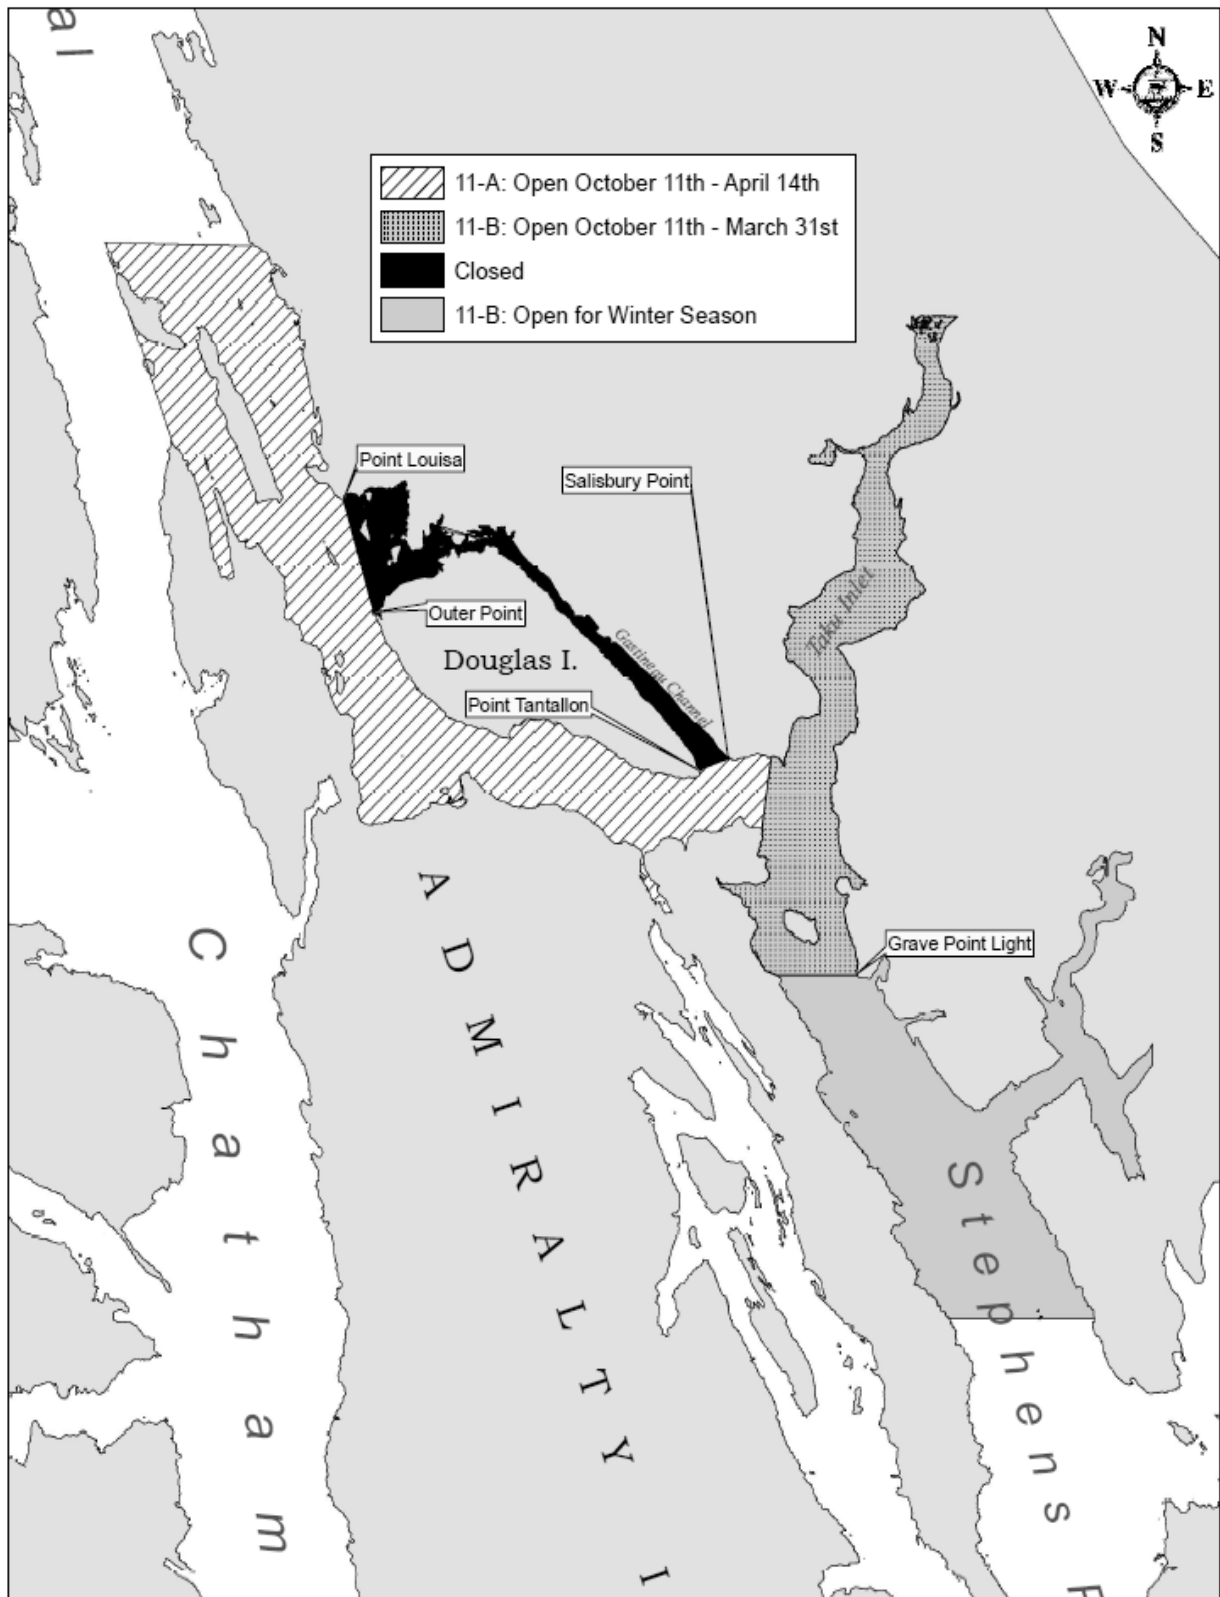 al
N
W
E
S
11-A: Open October 11th - April 14th
11-B: Open October 11th - March 31st
Closed
11-B: Open for Winter Season
Point Louisa
Salisbury Point
Taku Inlet
Outer Point
Gastineau Channel
Douglas I.
Point Tantallon
Grave Point Light
Chatham
ADMIRALTY I
Stephens P